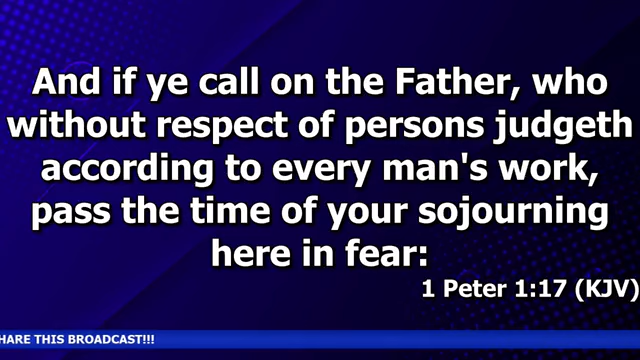 And if ye call on the Father, who
without respect of persons judgeth
according to every man's work,
pass the time of your sojourning
here in fear:
1 Peter 1:17 (KJV)
HARE THIS BROADCAST!!!